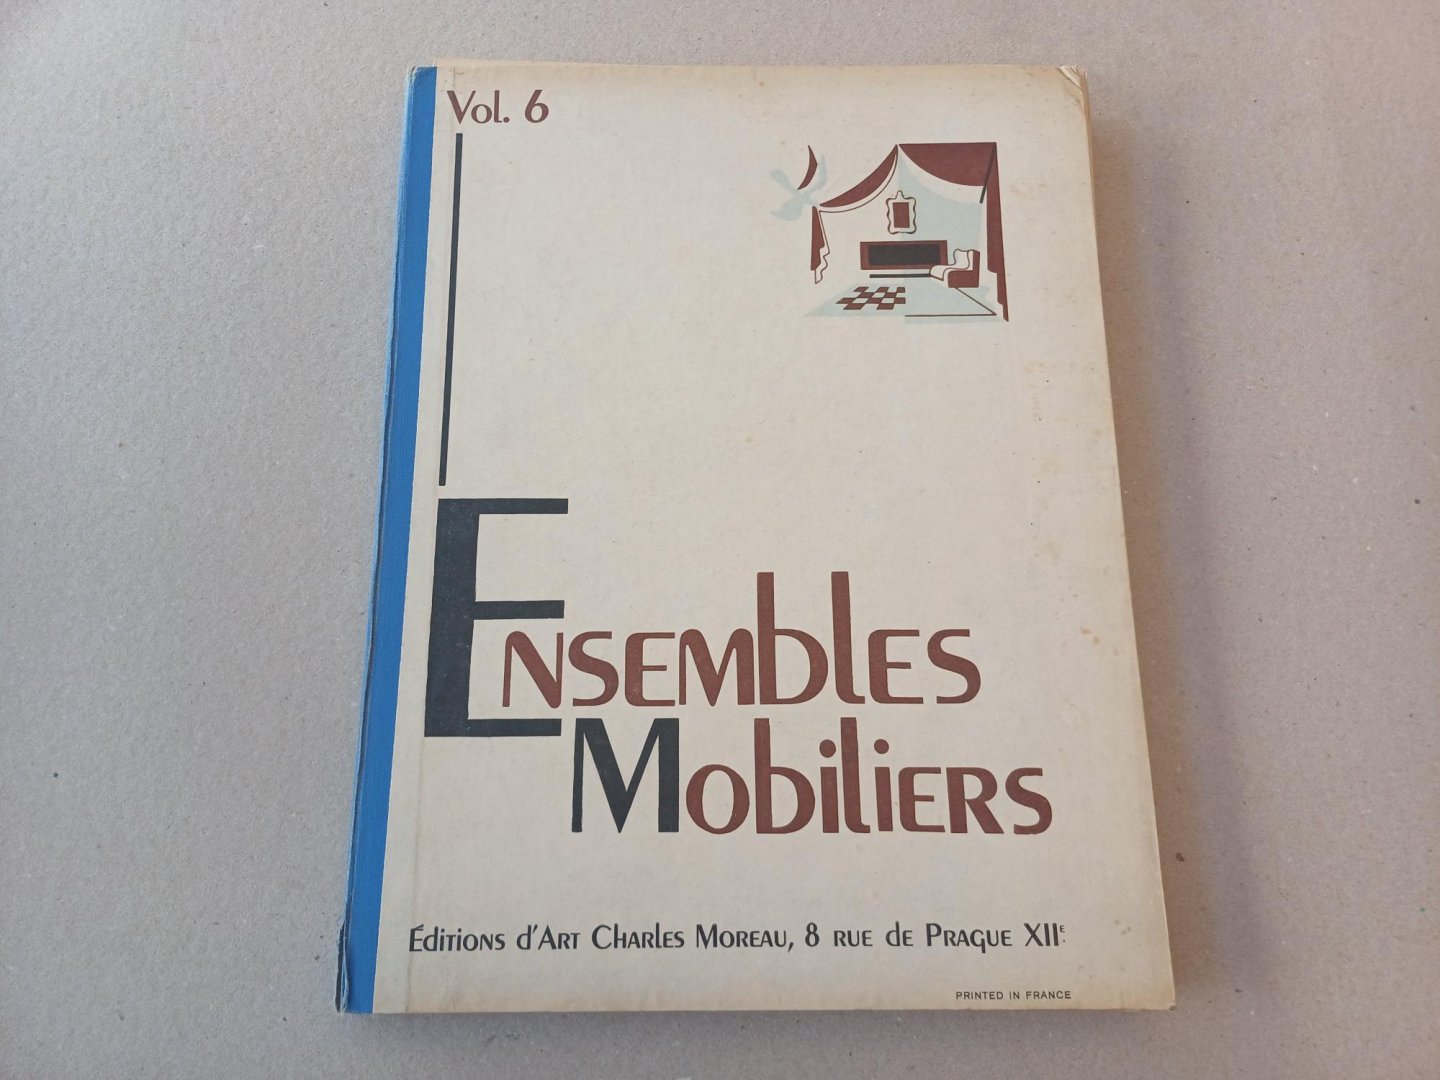 Vol. 6
Ensembles
Mobiliers
Éditions d'Art Charles Moreau, 8 rue de Prague XIIe.
PRINTED IN FRANCE